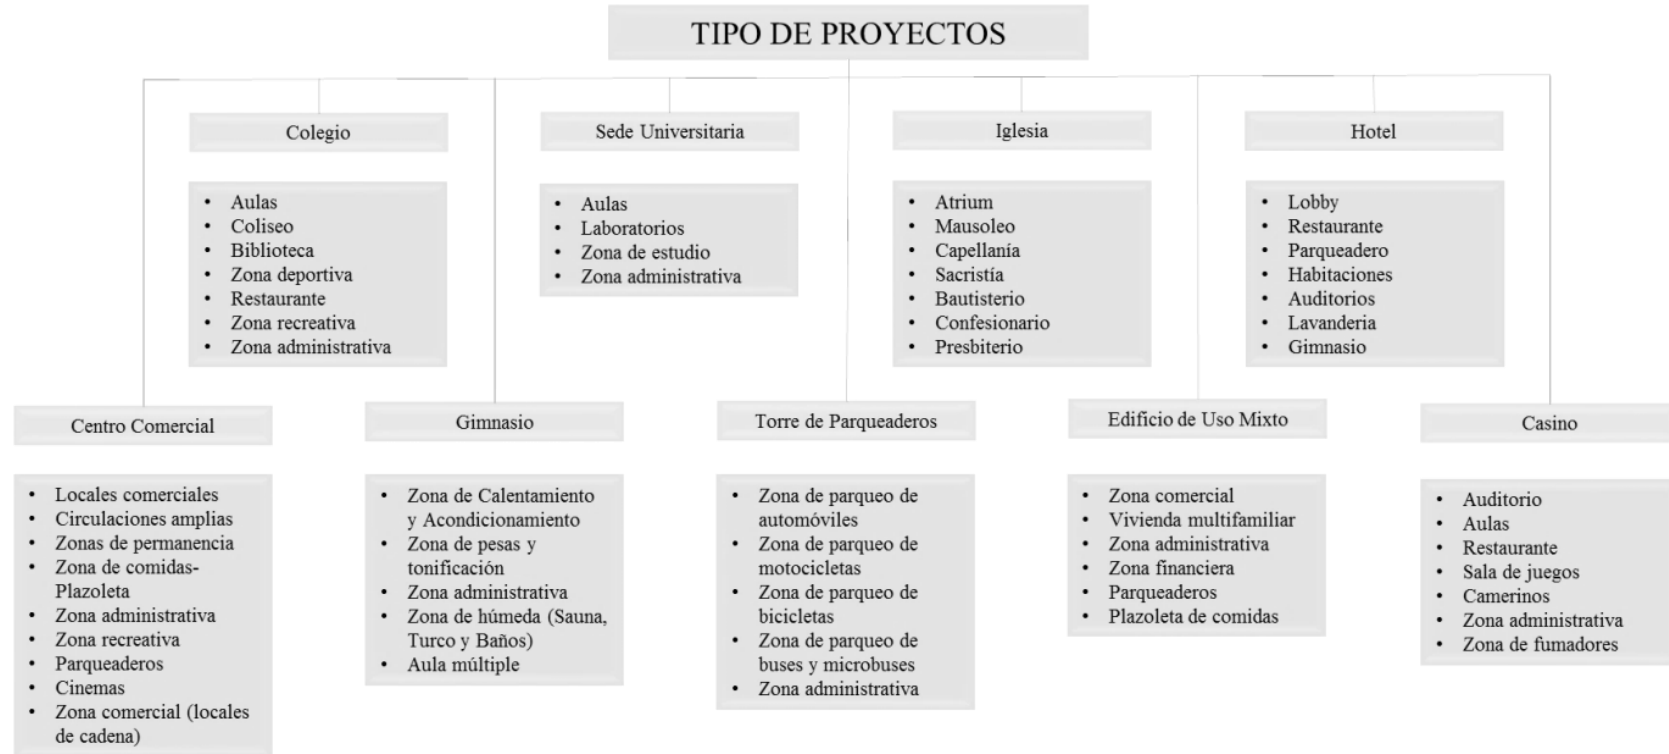 TIPO DE PROYECTOS
Colegio
• Aulas
• Coliseo
• Biblioteca
• Zona deportiva
• Restaurante
• Zona recreativa
• Zona administrativa
Sede Universitaria
• Aulas
• Laboratorios
• Zona de estudio
• Zona administrativa
Iglesia
• Atrium
• Mausoleo
• Capellanía
• Sacristía
• Bautisterio
• Confesionario
• Presbiterio
Hotel
• Lobby
• Restaurante
• Parqueadero
• Habitaciones
• Auditorios
• Lavanderia
• Gimnasio
Centro Comercial
• Locales comerciales
• Circulaciones amplias
• Zonas de permanencia
• Zona de comidas-
Plazoleta
• Zona administrativa
• Zona recreativa
• Parqueaderos
• Cinemas
• Zona comercial (locales
de cadena)
Gimnasio
• Zona de Calentamiento
y Acondicionamiento
• Zona de pesas y
tonificación
• Zona administrativa
• Zona de húmeda (Sauna,
Turco y Baños)
• Aula múltiple
Torre de Parqueaderos
• Zona de parqueo de
automóviles
• Zona de parqueo de
motocicletas
• Zona de parqueo de
bicicletas
• Zona de parqueo de
buses y microbuses
• Zona administrativa
Edificio de Uso Mixto
• Zona comercial
• Vivienda multifamiliar
• Zona administrativa
• Zona financiera
• Parqueaderos
• Plazoleta de comidas
Casino
• Auditorio
• Aulas
• Restaurante
• Sala de juegos
• Camerinos
• Zona administrativa
• Zona de fumadores